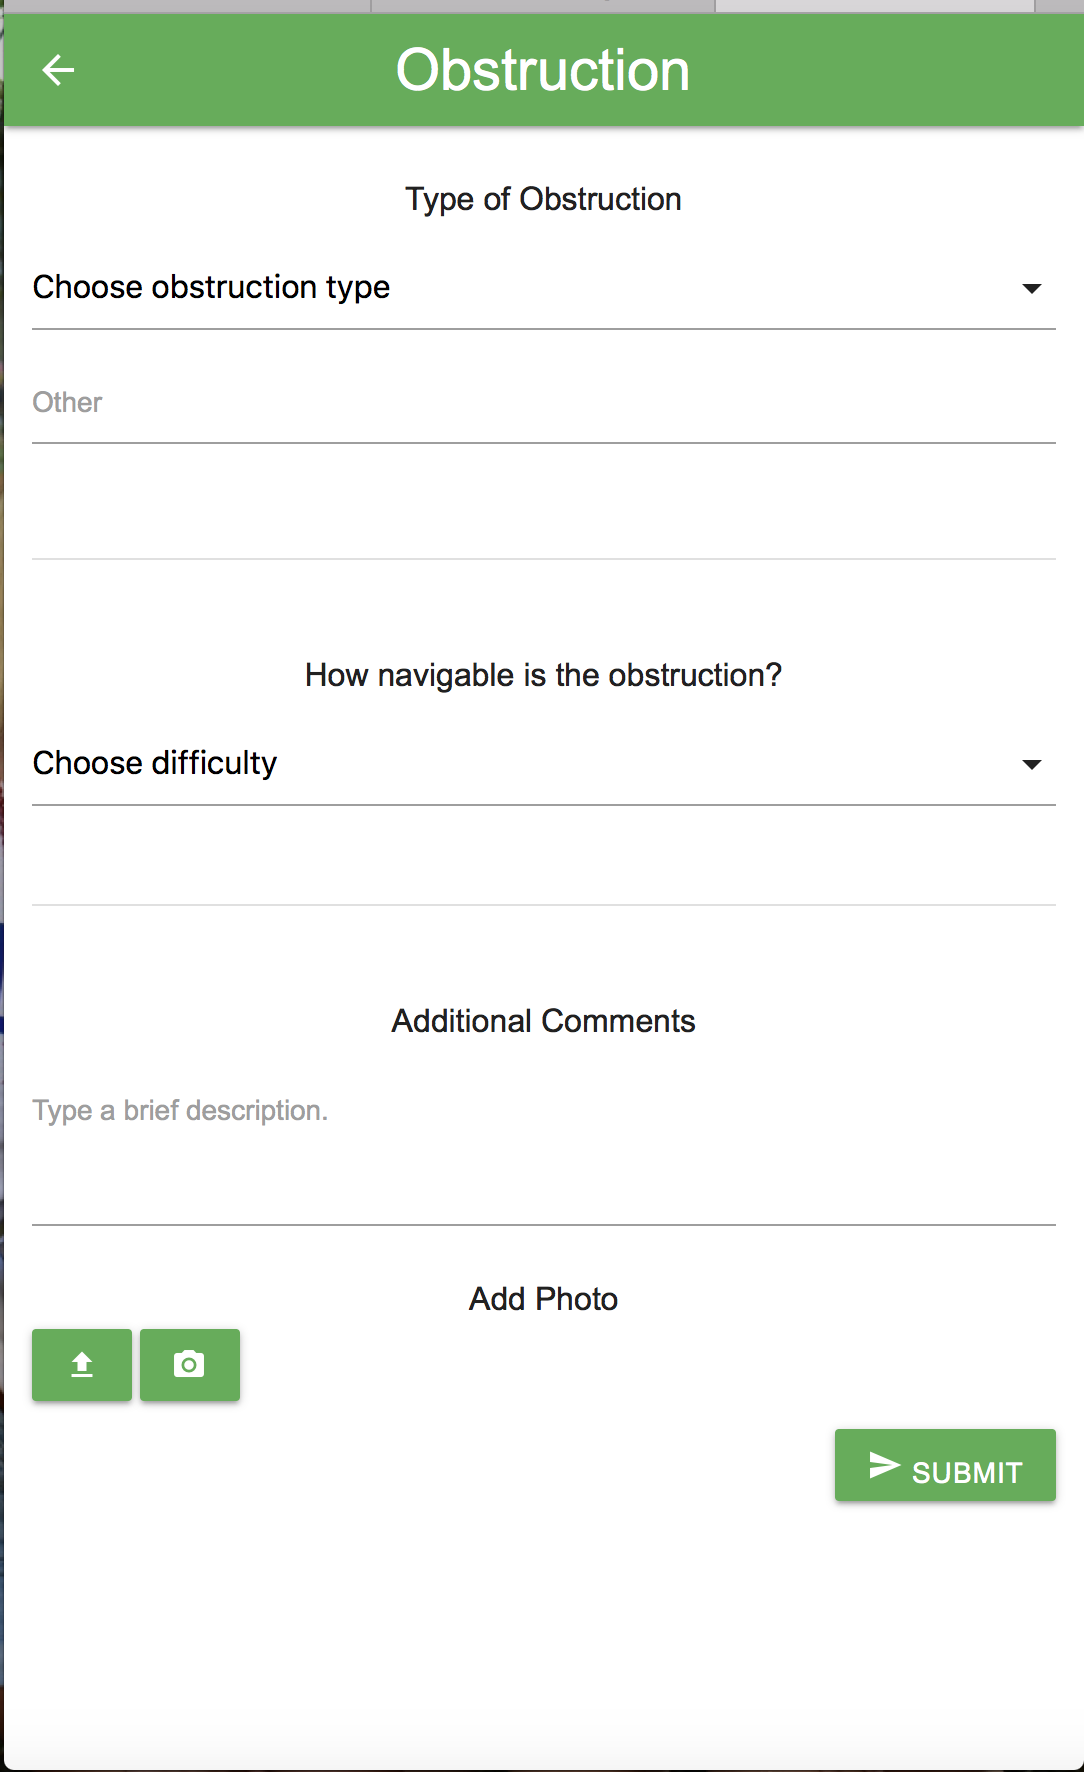 Obstruction
Type of Obstruction
Choose obstruction type
Other
How navigable is the obstruction?
Choose difficulty
Additional Comments
Type a brief description.
Add Photo
SUBMIT